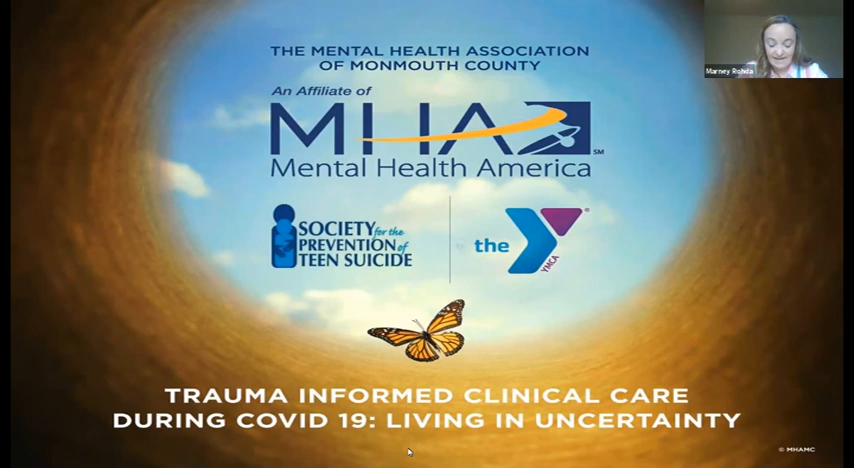 THE MENTAL HEALTH ASSOCIATION
OF MONMOUTH COUNTY
An Affiliate of
MHA SM
Mental Health America
SOCIETY for the
PREVENTION of
TEEN SUICIDE
the Y ®
YMCA
TRAUMA INFORMED CLINICAL CARE
DURING COVID 19: LIVING IN UNCERTAINTY
© MHAMC
Marney Rohda